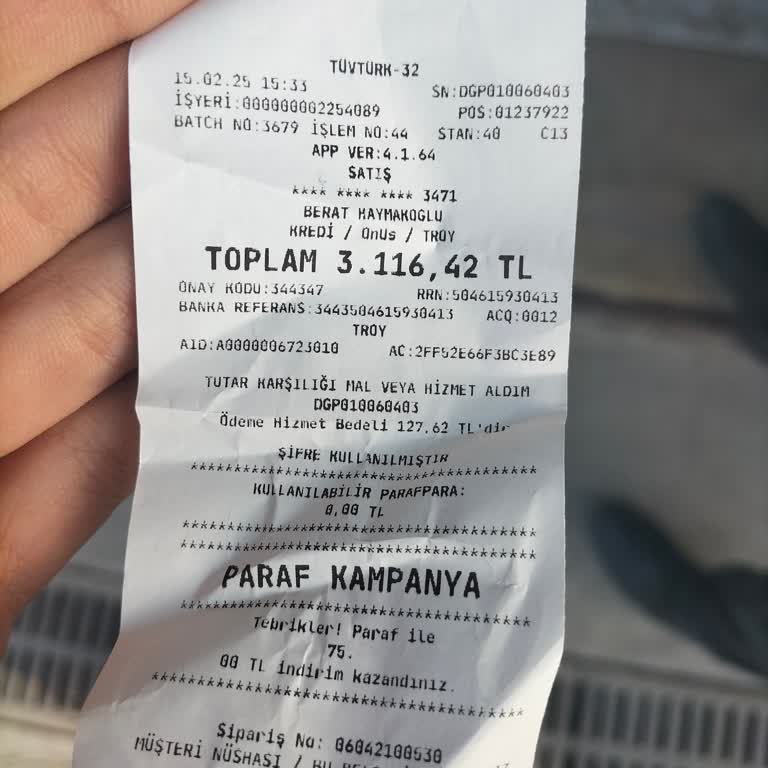 TÜVTÜRK-32
15.02.25 15:33 SN:DGP010060403
İŞYERİ:000000002254089 POS:01237922
BATCH NO:3679 İŞLEM NO:44 STAN:40 C13
APP VER:4.1.64
SATIŞ
**** **** **** 3471
BERAT KAYMAKOGLU
KREDİ / Onus / TROY
TOPLAM 3.116,42 TL
ONAY KODU:344347 RRN:504615930413
BANKA REFERANS:3443504615930413 ACQ:0012
TROY
AID:A0000006723010 AC:2FF52E66F3BC3E89
TUTAR KARŞILIĞI MAL VEYA HİZMET ALDIM
DGP010060403
Ödeme Hizmet Bedeli 127,62 TL'dir
ŞİFRE KULLANILMIŞTIR
****************************************
KULLANILABİLİR PARAFPARA:
0,00 TL
****************************************
****************************************
PARAF KAMPANYA
****************************************
Tebrikler! Paraf ile
75.
00 TL indirim kazandınız.
****************************************
Sipariş No: 06042100530
MÜŞTERİ NÜSHASI / BU